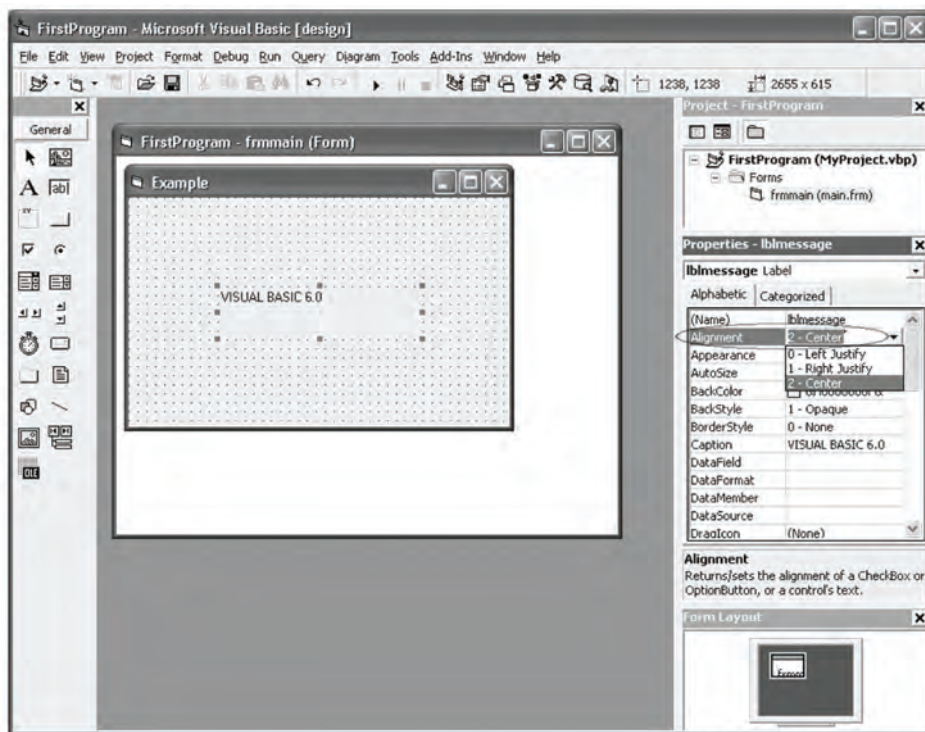 FirstProgram - Microsoft Visual Basic [design]
File Edit View Project Format Debug Run Query Diagram Tools Add-Ins Window Help
1238, 1238 2655 x 615
General
A ab|
OLE
FirstProgram - frmmain (Form)
Example
VISUAL BASIC 6.0
Project - FirstProgram
FirstProgram (MyProject.vbp)
Forms
frmmain (main.frm)
Properties - lblmessage
lblmessage Label
Alphabetic Categorized
(Name) lblmessage
Alignment 2 - Center
Appearance 0 - Left Justify
AutoSize 1 - Right Justify
2 - Center
BackColor
BackStyle 1 - Opaque
BorderStyle 0 - None
Caption VISUAL BASIC 6.0
DataField
DataFormat
DataMember
DataSource
DragIcon (None)
Alignment
Returns/sets the alignment of a CheckBox or
OptionButton, or a control's text.
Form Layout